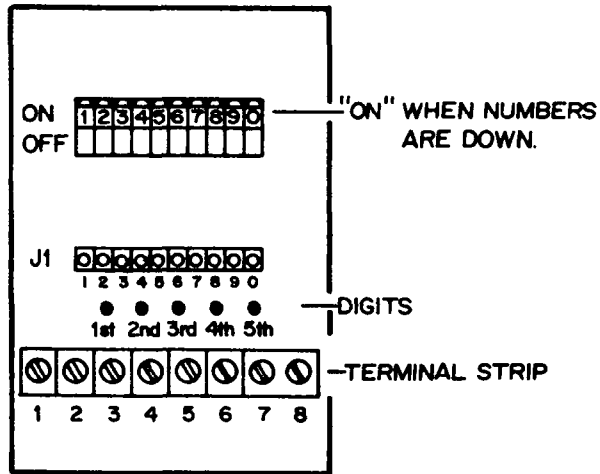 ON 1 2 3 4 5 6 7 8 9 0 "ON" WHEN NUMBERS
OFF ARE DOWN.
J1
1 2 3 4 5 6 7 8 9 0
DIGITS
1st 2nd 3rd 4th 5th
TERMINAL STRIP
1 2 3 4 5 6 7 8